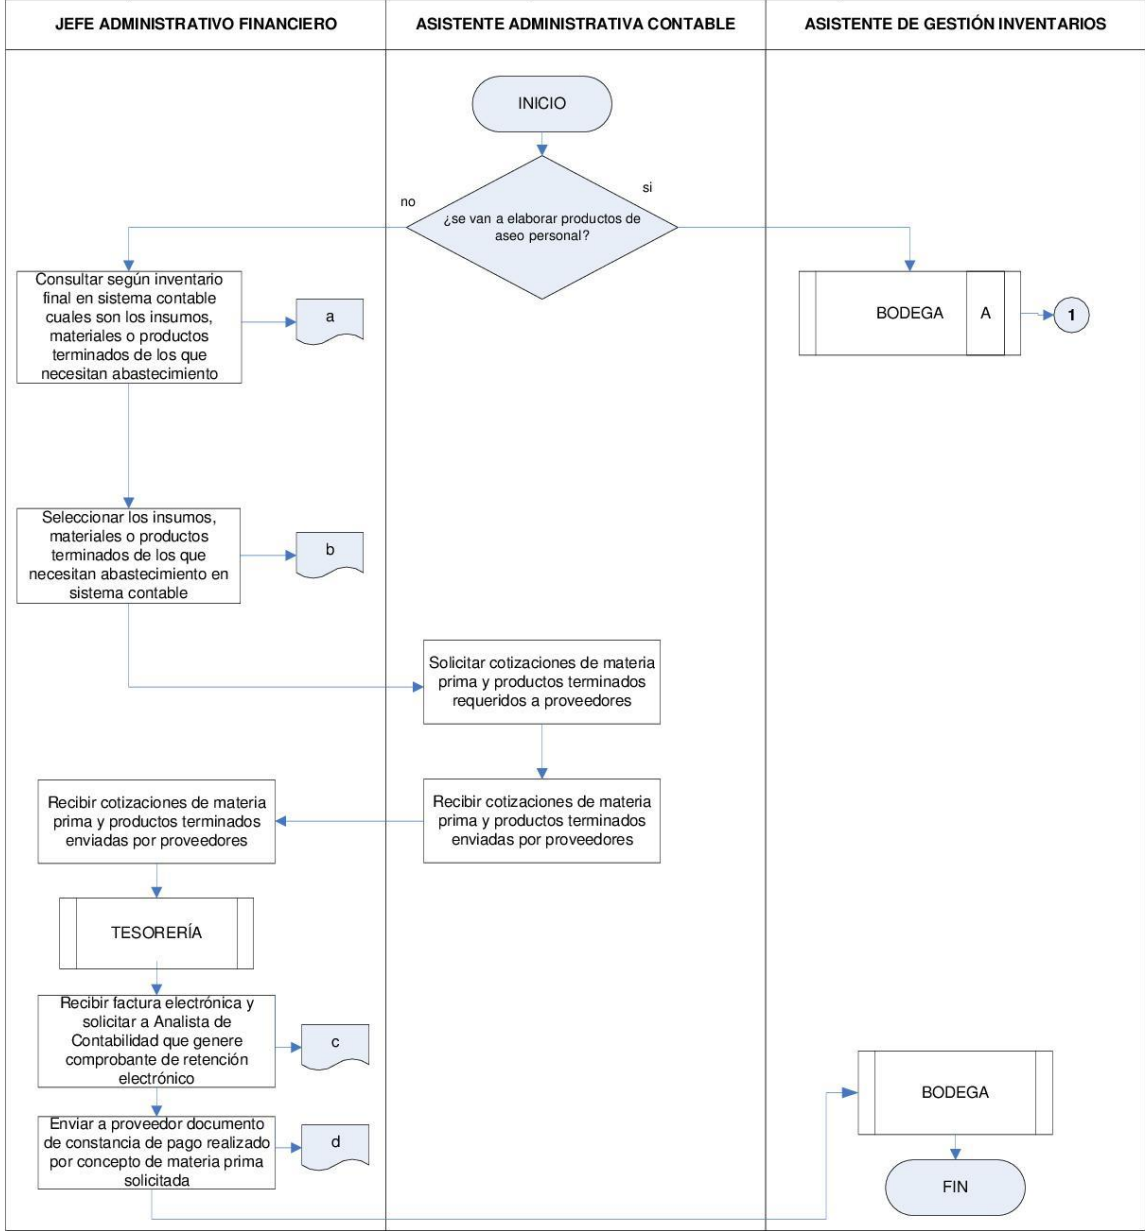 JEFE ADMINISTRATIVO FINANCIERO
ASISTENTE ADMINISTRATIVA CONTABLE
ASISTENTE DE GESTIÓN INVENTARIOS
INICIO
¿se van a elaborar productos de
aseo personal?
no
si
Consultar según inventario
final en sistema contable
cuales son los insumos,
materiales o productos
terminados de los que
necesitan abastecimiento
a
BODEGA
A
1
Seleccionar los insumos,
materiales o productos
terminados de los que
necesitan abastecimiento en
sistema contable
b
Solicitar cotizaciones de materia
prima y productos terminados
requeridos a proveedores
Recibir cotizaciones de materia
prima y productos terminados
enviadas por proveedores
Recibir cotizaciones de materia
prima y productos terminados
enviadas por proveedores
TESORERÍA
Recibir factura electrónica y
solicitar a Analista de
Contabilidad que genere
comprobante de retención
electrónico
c
Enviar a proveedor documento
de constancia de pago realizado
por concepto de materia prima
solicitada
d
BODEGA
FIN